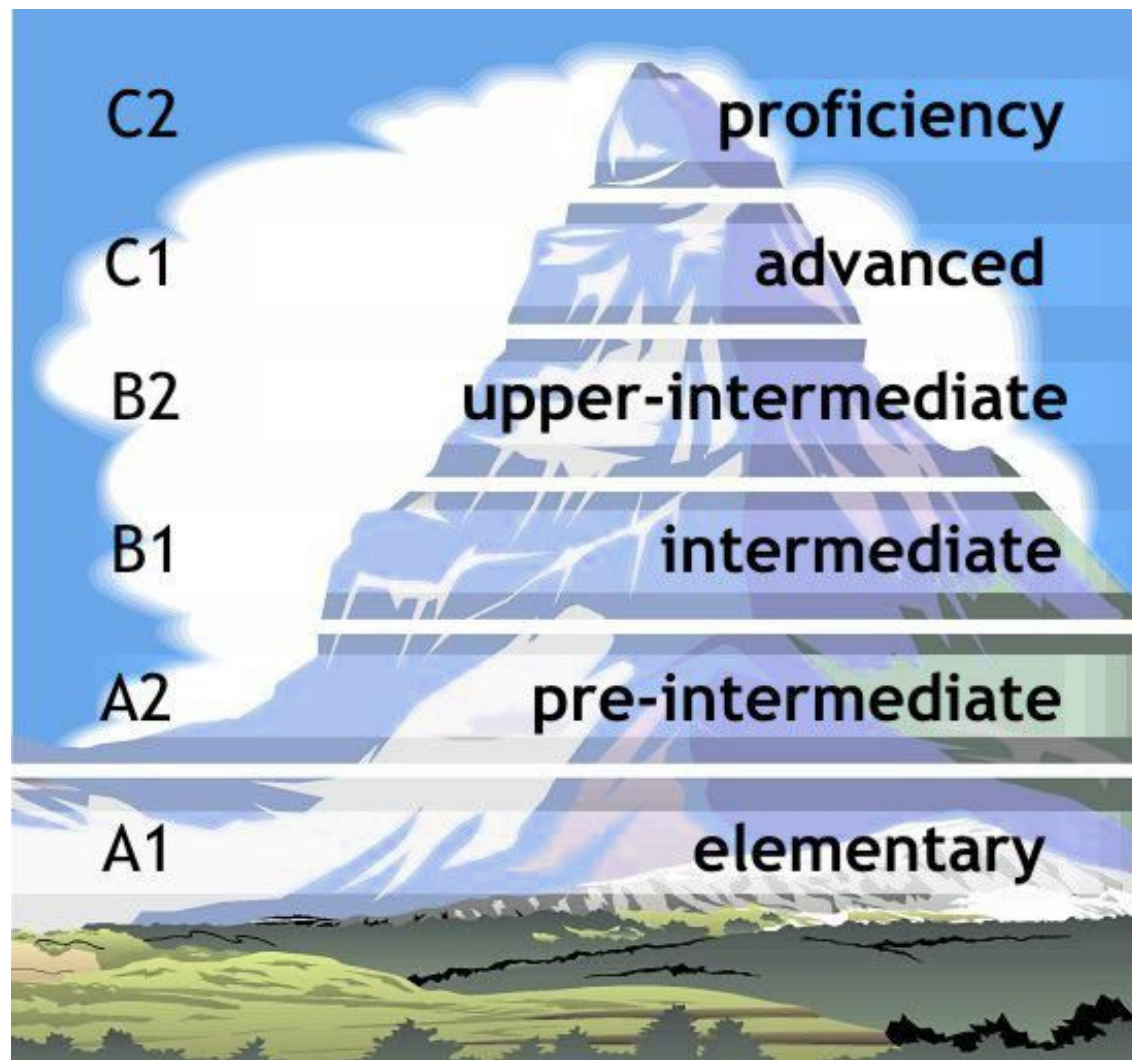 C2 proficiency
C1 advanced
B2 upper-intermediate
B1 intermediate
A2 pre-intermediate
A1 elementary